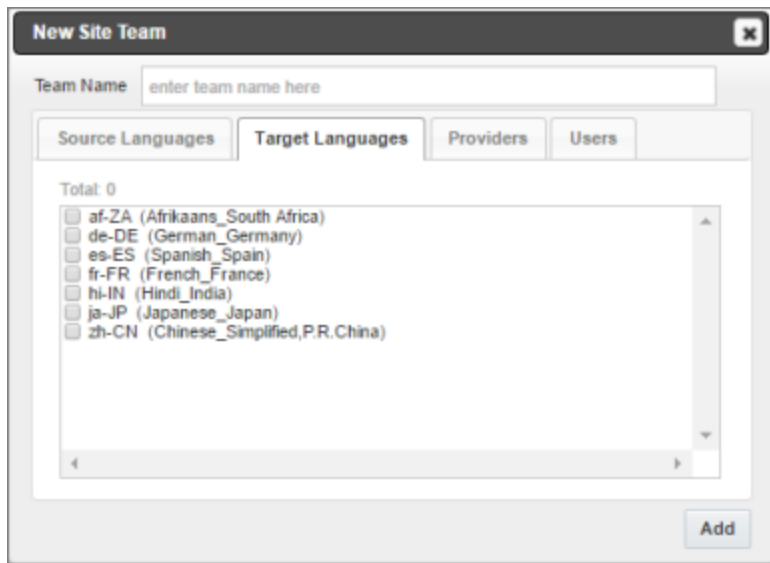 New Site Team
Team Name enter team name here
Source Languages Target Languages Providers Users
Total: 0
af-ZA (Afrikaans_South Africa)
de-DE (German_Germany)
es-ES (Spanish_Spain)
fr-FR (French_France)
hi-IN (Hindi_India)
ja-JP (Japanese_Japan)
zh-CN (Chinese_Simplified,P.R.China)
Add